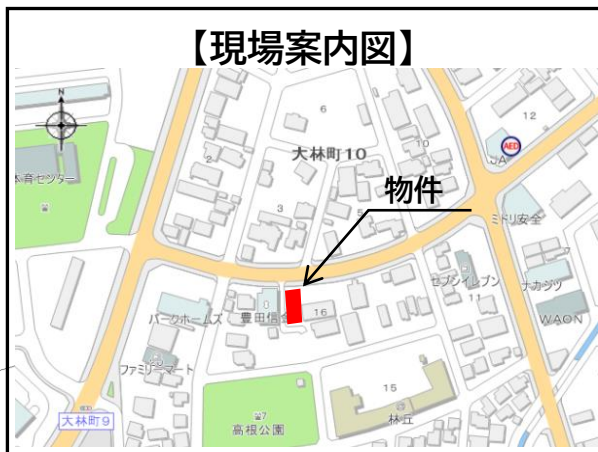 【現場案内図】
N
6
12
大林町10
10
AED
JA
2
体育センター
3
5
物件
ミドリ安全
7
セブンイレブン
ナカジツ
11
パークホームズ
豊田信金
16
WAON
ファミリーマート
15
大林町9
高根公園
林丘